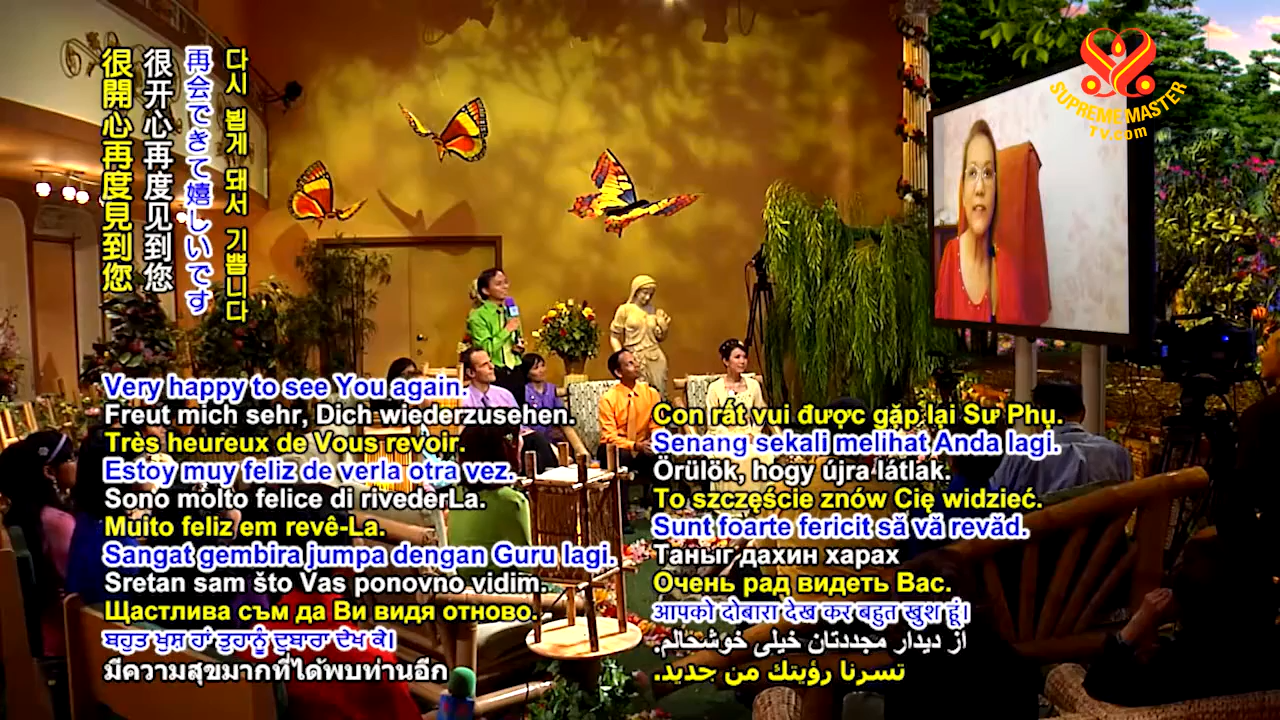 很開心再度見到您
很开心再度见到您
再会できて嬉しいです
다시 뵙게 돼서 기쁩니다
SUPREME MASTER
TV.com
Very happy to see You again.
Freut mich sehr, Dich wiederzusehen.
Très heureux de Vous revoir.
Estoy muy feliz de verla otra vez.
Sono molto felice di rivederLa.
Muito feliz em revê-La.
Sangat gembira jumpa dengan Guru lagi.
Sretan sam što Vas ponovno vidim.
Щастлива съм да Ви видя отново.
ਬਹੁਤ ਖੁਸ਼ ਹਾਂ ਤੁਹਾਨੂੰ ਦੁਬਾਰਾ ਦੇਖ ਕੇ।
มีความสุขมากที่ได้พบท่านอีก
Con rất vui được gặp lại Sư Phụ.
Senang sekali melihat Anda lagi.
Örülök, hogy újra látlak.
To szczęście znów Cię widzieć.
Sunt foarte fericit să vă revăd.
Таныг дахин харах
Очень рад видеть Вас.
आपको दोबारा देख कर बहुत खुश हूं।
از دیدار مجددتان خیلی خوشحالم.
تسرنا رؤيتك من جديد.